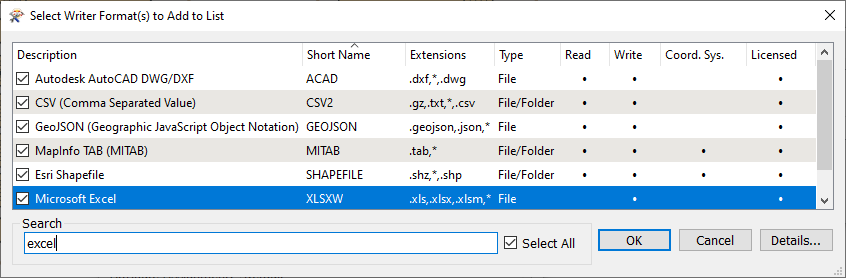 Select Writer Format(s) to Add to List
Description Short Name Extensions Type Read Write Coord. Sys. Licensed
Autodesk AutoCAD DWG/DXF ACAD .dxf,*,.dwg File • • •
CSV (Comma Separated Value) CSV2 .gz,.txt,*,.csv File/Folder • • •
GeoJSON (Geographic JavaScript Object Notation) GEOJSON .geojson,.json,* File • • •
MapInfo TAB (MITAB) MITAB .tab,* File/Folder • • • •
Esri Shapefile SHAPEFILE .shz,*,.shp File/Folder • • • •
Microsoft Excel XLSXW .xls,.xlsx,.xlsm,* File • •
Search
excel Select All OK Cancel Details...